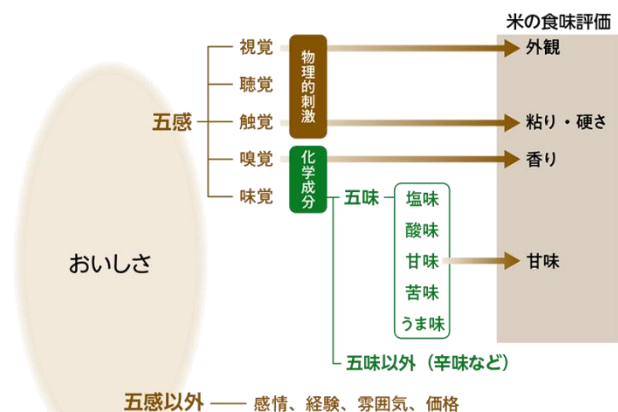 米の食味評価
視覚
外観
聴覚
物理的刺激
五感
触覚
粘り・硬さ
嗅覚
化学成分
香り
味覚
五味
塩味
酸味
おいしさ
甘味
甘味
苦味
うま味
五味以外（辛味など）
五感以外
感情、経験、雰囲気、価格